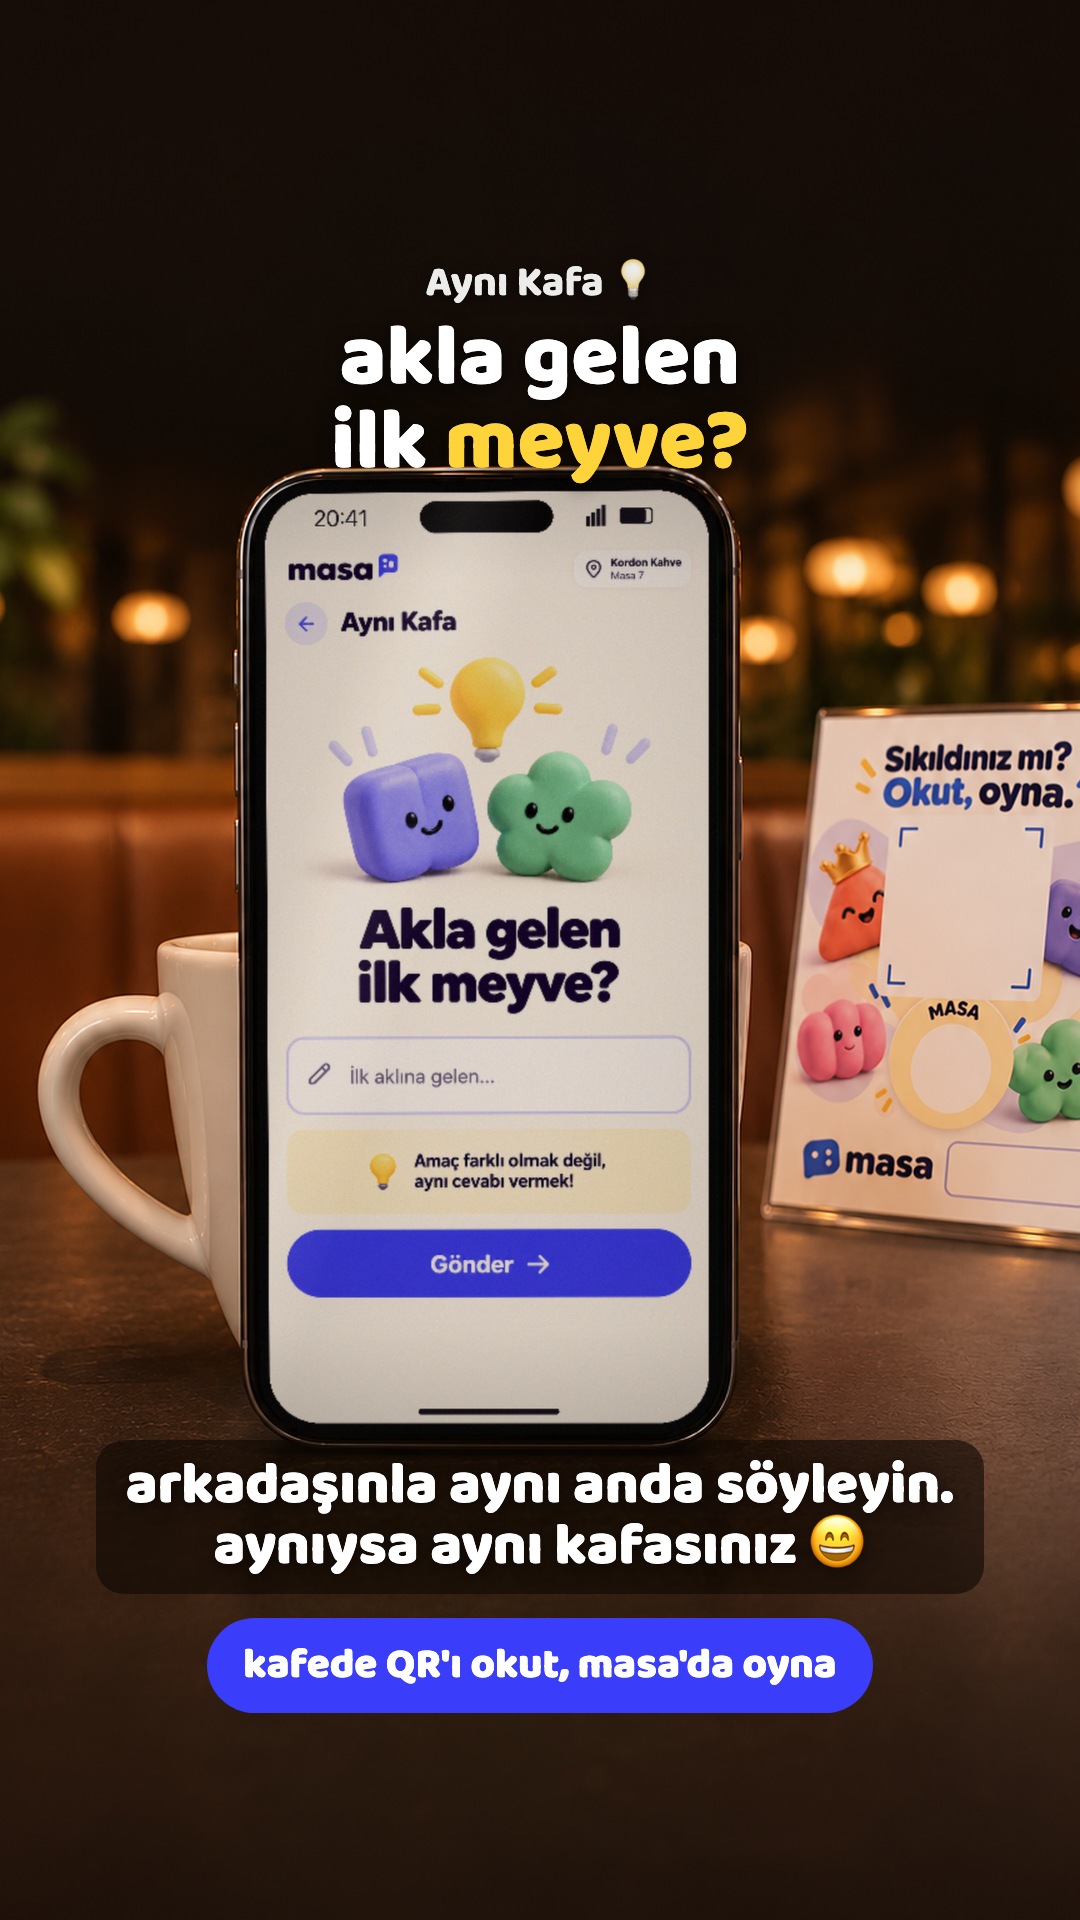 Aynı Kafa 💡
akla gelen
ilk meyve?
20:41
masa
Kordon Kahve
Masa 7
Aynı Kafa
Akla gelen
ilk meyve?
İlk aklına gelen...
Amaç farklı olmak değil,
aynı cevabı vermek!
Gönder →
Sıkıldınız mı?
Okut, oyna.
MASA
masa
arkadaşınla aynı anda söyleyin.
aynıysa aynı kafasınız 😄
kafede QR'ı okut, masa'da oyna